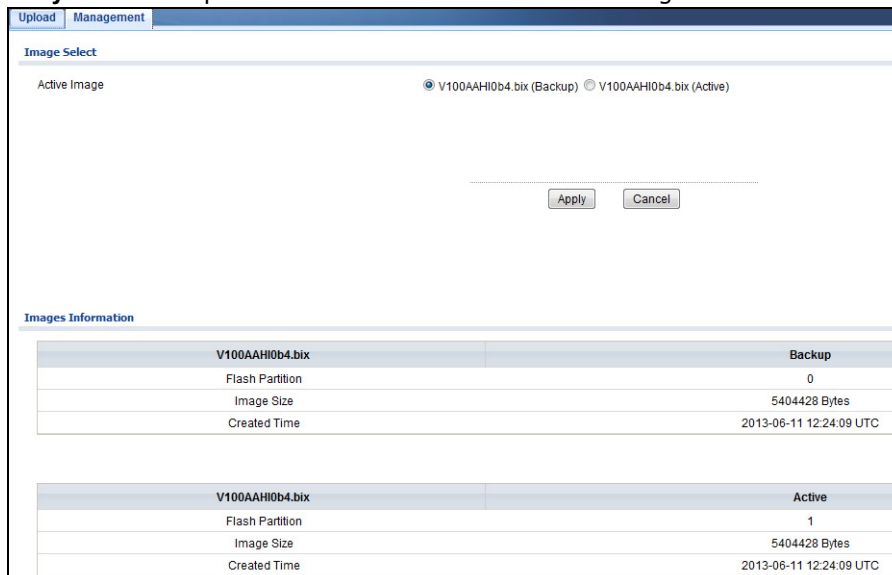 Upload Management
Image Select
Active Image V100AAHI0b4.bix (Backup) V100AAHI0b4.bix (Active)
Apply Cancel
Images Information
V100AAHI0b4.bix Backup
Flash Partition 0
Image Size 5404428 Bytes
Created Time 2013-06-11 12:24:09 UTC
V100AAHI0b4.bix Active
Flash Partition 1
Image Size 5404428 Bytes
Created Time 2013-06-11 12:24:09 UTC